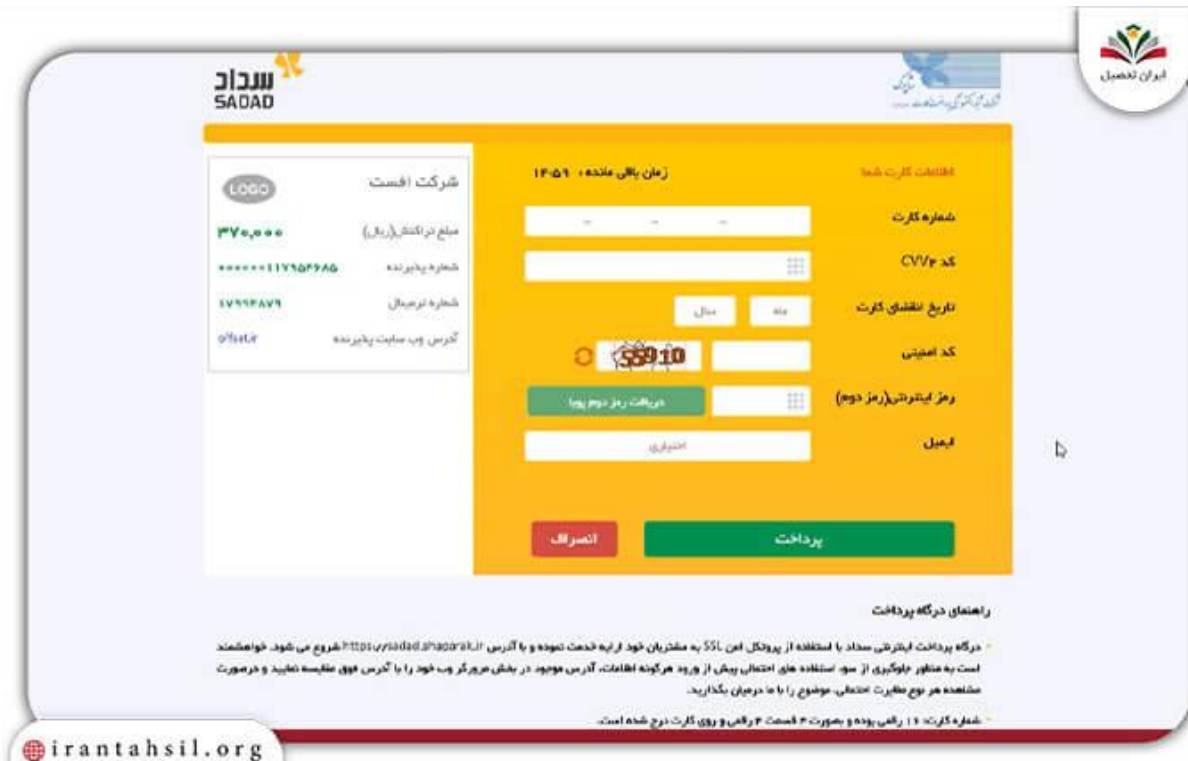 ایران تحصیل
سداد
SADAD
اطلاعات کارت شما
زمان باقی مانده : ۱۴:۵۹
شماره کارت
کد CVV۲
تاریخ انقضای کارت
ماه
سال
کد امنیتی
55910
رمز اینترنتی(رمز دوم)
دریافت رمز دوم پویا
ایمیل
اختیاری
پرداخت
انصراف
شرکت افست
LOGO
مبلغ تراکنش(ریال)
۳۷۰,۰۰۰
شماره پذیرنده
شماره ترمینال
آدرس وب سایت پذیرنده
offset.ir
راهنمای درگاه پرداخت
درگاه پرداخت اینترنتی سداد با استفاده از پروتکل امن SSL به مشتریان خود ارایه خدمت نموده و با آدرس https://sadad.shaparak.ir شروع می شود. خواهشمند
است به منظور جلوگیری از سوء استفاده های احتمالی پیش از ورود هرگونه اطلاعات، آدرس موجود در بخش مرورگر وب خود را با آدرس فوق مقایسه نمایید و درصورت
مشاهده هر نوع مغایرت احتمالی، موضوع را با ما درمیان بگذارید.
شماره کارت: ۱۶ رقمی بوده و بصورت ۴ قسمت ۴ رقمی و روی کارت درج شده است.
irantahsil.org